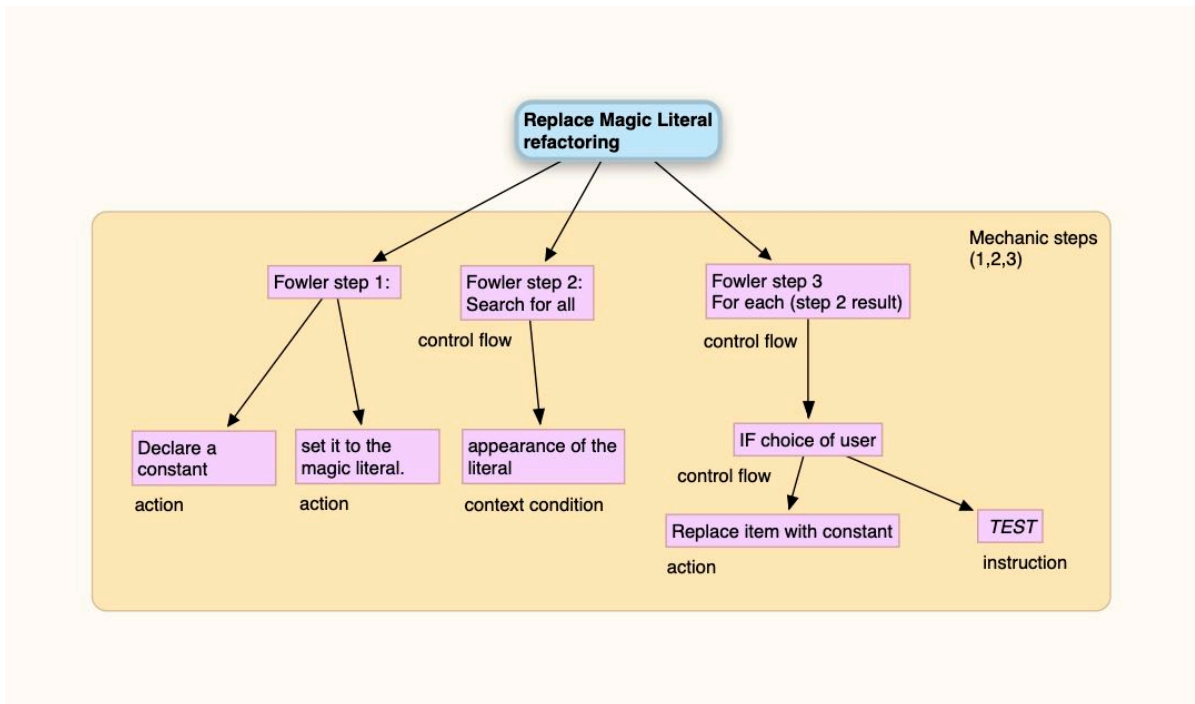 Replace Magic Literal
refactoring
Mechanic steps
(1,2,3)
Fowler step 1:
Fowler step 2:
Search for all
control flow
Fowler step 3
For each (step 2 result)
control flow
Declare a
constant
action
set it to the
magic literal.
action
appearance of the
literal
context condition
IF choice of user
control flow
Replace item with constant
action
TEST
instruction